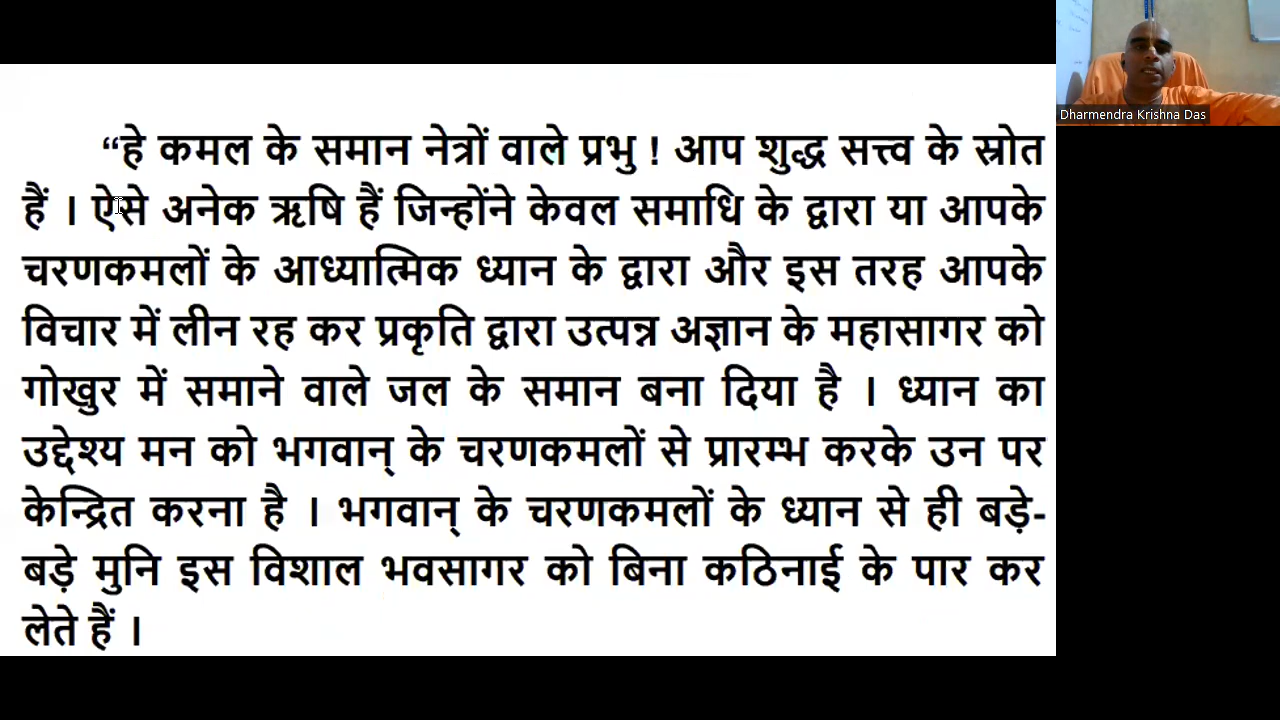 “हे कमल के समान नेत्रों वाले प्रभु ! आप शुद्ध सत्त्व के स्रोत
हैं । ऐसे अनेक ऋषि हैं जिन्होंने केवल समाधि के द्वारा या आपके
चरणकमलों के आध्यात्मिक ध्यान के द्वारा और इस तरह आपके
विचार में लीन रह कर प्रकृति द्वारा उत्पन्न अज्ञान के महासागर को
गोखुर में समाने वाले जल के समान बना दिया है । ध्यान का
उद्देश्य मन को भगवान् के चरणकमलों से प्रारम्भ करके उन पर
केन्द्रित करना है । भगवान् के चरणकमलों के ध्यान से ही बड़े-
बड़े मुनि इस विशाल भवसागर को बिना कठिनाई के पार कर
लेते हैं ।
Dharmendra Krishna Das